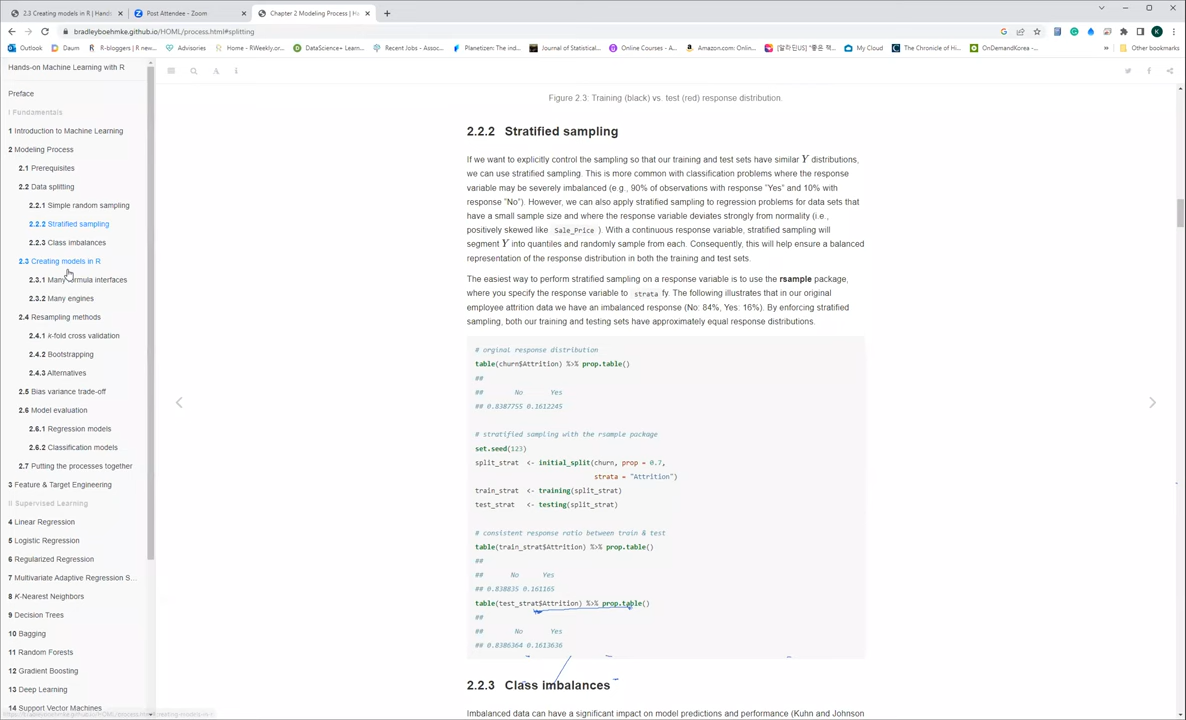 2.3 Creating models in R | Hands-
Post Attendee - Zoom
Chapter 2 Modeling Process | Ha
bradleyboehmke.github.io/HOML/process.html#splitting
Outlook
Daum
R-bloggers | R new...
Advisories
Home - RWeekly.or...
DataScience+ Learn...
Recent Jobs - Assoc...
Planetizen: The ind...
Journal of Statistical...
Online Courses - A...
Amazon.com: Onlin...
My Cloud
The Chronicle of Hi...
OnDemandKorea -...
Other bookmarks
Hands-on Machine Learning with R
Preface
I Fundamentals
1 Introduction to Machine Learning
2 Modeling Process
2.1 Prerequisites
2.2 Data splitting
2.2.1 Simple random sampling
2.2.2 Stratified sampling
2.2.3 Class imbalances
2.3 Creating models in R
2.3.1 Many formula interfaces
2.3.2 Many engines
2.4 Resampling methods
2.4.1 k-fold cross validation
2.4.2 Bootstrapping
2.4.3 Alternatives
2.5 Bias variance trade-off
2.6 Model evaluation
2.6.1 Regression models
2.6.2 Classification models
2.7 Putting the processes together
3 Feature & Target Engineering
II Supervised Learning
4 Linear Regression
5 Logistic Regression
6 Regularized Regression
7 Multivariate Adaptive Regression S...
8 K-Nearest Neighbors
9 Decision Trees
10 Bagging
11 Random Forests
12 Gradient Boosting
13 Deep Learning
14 Support Vector Machines
Figure 2.3: Training (black) vs. test (red) response distribution.
2.2.2 Stratified sampling
If we want to explicitly control the sampling so that our training and test sets have similar Y distributions,
we can use stratified sampling. This is more common with classification problems where the response
variable may be severely imbalanced (e.g., 90% of observations with response "Yes" and 10% with
response "No"). However, we can also apply stratified sampling to regression problems for data sets that
have a small sample size and where the response variable deviates strongly from normality (i.e.,
positively skewed like Sale_Price ). With a continuous response variable, stratified sampling will
segment Y into quantiles and randomly sample from each. Consequently, this will help ensure a balanced
representation of the response distribution in both the training and test sets.
The easiest way to perform stratified sampling on a response variable is to use the rsample package,
where you specify the response variable to strata fy. The following illustrates that in our original
employee attrition data we have an imbalanced response (No: 84%, Yes: 16%). By enforcing stratified
sampling, both our training and testing sets have approximately equal response distributions.
# orginal response distribution
table(churn$Attrition) %>% prop.table()
##
## No Yes
## 0.8387755 0.1612245
# stratified sampling with the rsample package
set.seed(123)
split_strat <- initial_split(churn, prop = 0.7,
strata = "Attrition")
train_strat <- training(split_strat)
test_strat <- testing(split_strat)
# consistent response ratio between train & test
table(train_strat$Attrition) %>% prop.table()
##
## No Yes
## 0.838835 0.161165
table(test_strat$Attrition) %>% prop.table()
##
## No Yes
## 0.8386364 0.1613636
2.2.3 Class imbalances
Imbalanced data can have a significant impact on model predictions and performance (Kuhn and Johnson